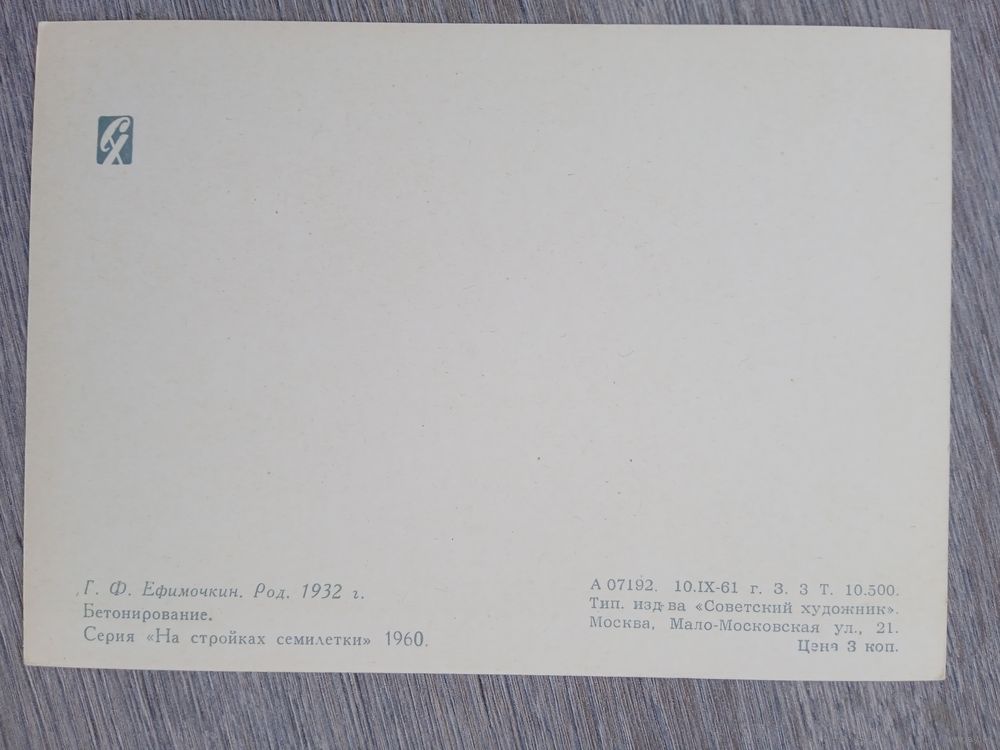 СХ
Г. Ф. Ефимочкин. Род. 1932 г.
Бетонирование.
Серия «На стройках семилетки» 1960.
А 07192. 10.IX-61 г. З. 3 Т. 10.500.
Тип. изд-ва «Советский художник».
Москва, Мало-Московская ул., 21.
Цена 3 коп.